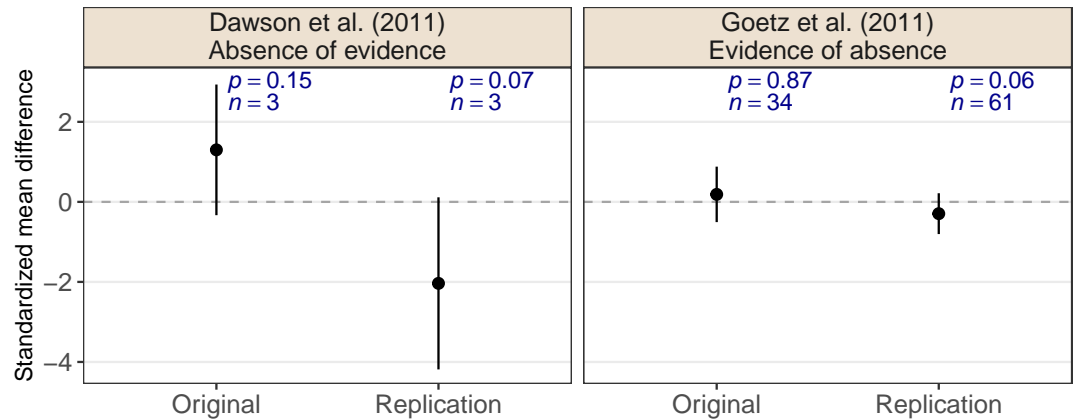 Dawson et al. (2011)
Absence of evidence
Goetz et al. (2011)
Evidence of absence
Standardized mean difference
2
0
−2
−4
p = 0.15
n = 3
p = 0.07
n = 3
p = 0.87
n = 34
p = 0.06
n = 61
Original
Replication
Original
Replication